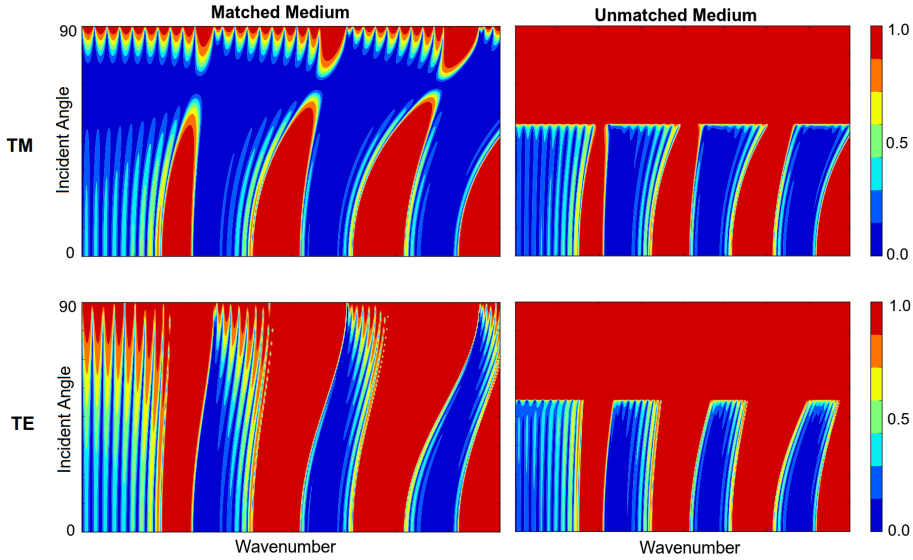 Matched Medium
Unmatched Medium
TM
Incident Angle
90
0
1.0
0.5
0.0
TE
Incident Angle
90
0
1.0
0.5
0.0
Wavenumber
Wavenumber